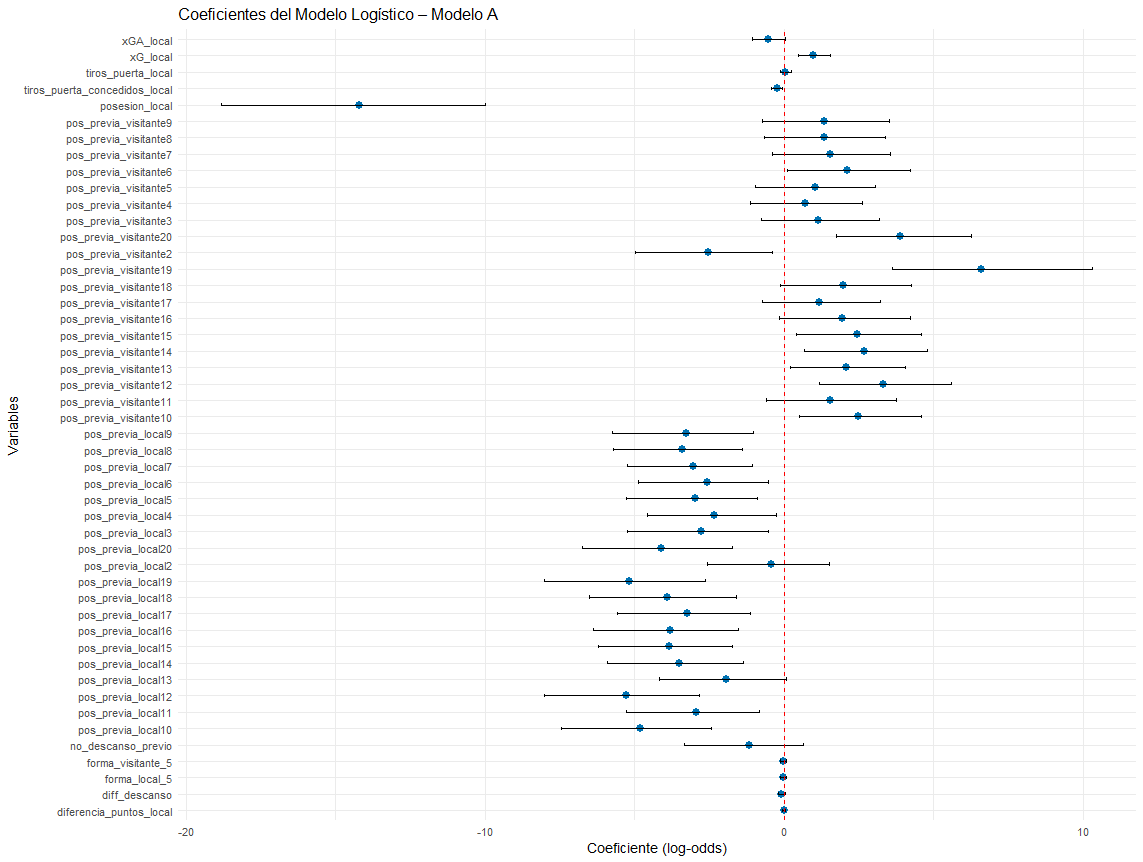 Coeficientes del Modelo Logístico – Modelo A
xGA_local
xG_local
tiros_puerta_local
tiros_puerta_concedidos_local
posesion_local
pos_previa_visitante9
pos_previa_visitante8
pos_previa_visitante7
pos_previa_visitante6
pos_previa_visitante5
pos_previa_visitante4
pos_previa_visitante3
pos_previa_visitante20
pos_previa_visitante2
pos_previa_visitante19
pos_previa_visitante18
pos_previa_visitante17
pos_previa_visitante16
pos_previa_visitante15
pos_previa_visitante14
pos_previa_visitante13
pos_previa_visitante12
pos_previa_visitante11
pos_previa_visitante10
pos_previa_local9
pos_previa_local8
pos_previa_local7
pos_previa_local6
pos_previa_local5
pos_previa_local4
pos_previa_local3
pos_previa_local20
pos_previa_local2
pos_previa_local19
pos_previa_local18
pos_previa_local17
pos_previa_local16
pos_previa_local15
pos_previa_local14
pos_previa_local13
pos_previa_local12
pos_previa_local11
pos_previa_local10
no_descanso_previo
forma_visitante_5
forma_local_5
diff_descanso
diferencia_puntos_local
Variables
-20 -10 0 10
Coeficiente (log-odds)